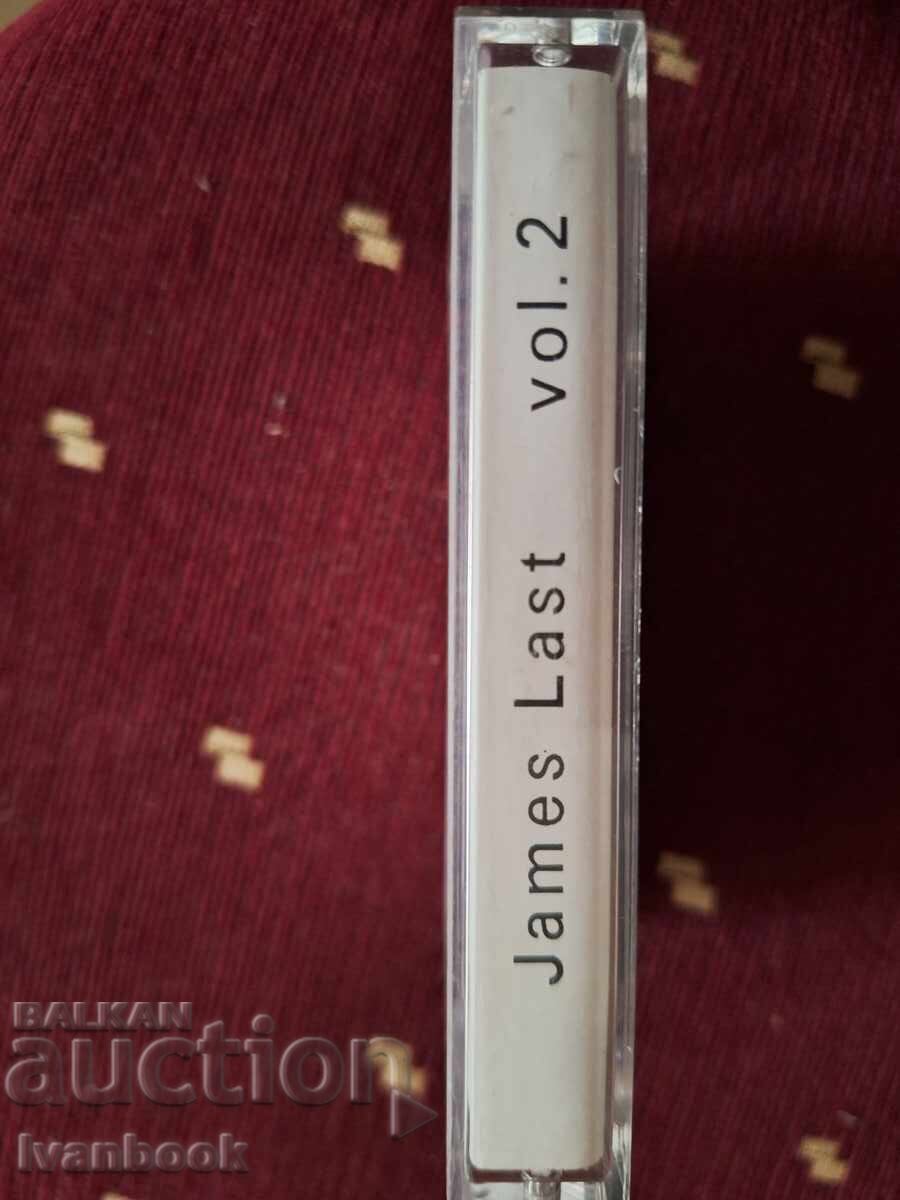 James Last vol. 2
BALKAN
auction
Ivanbook